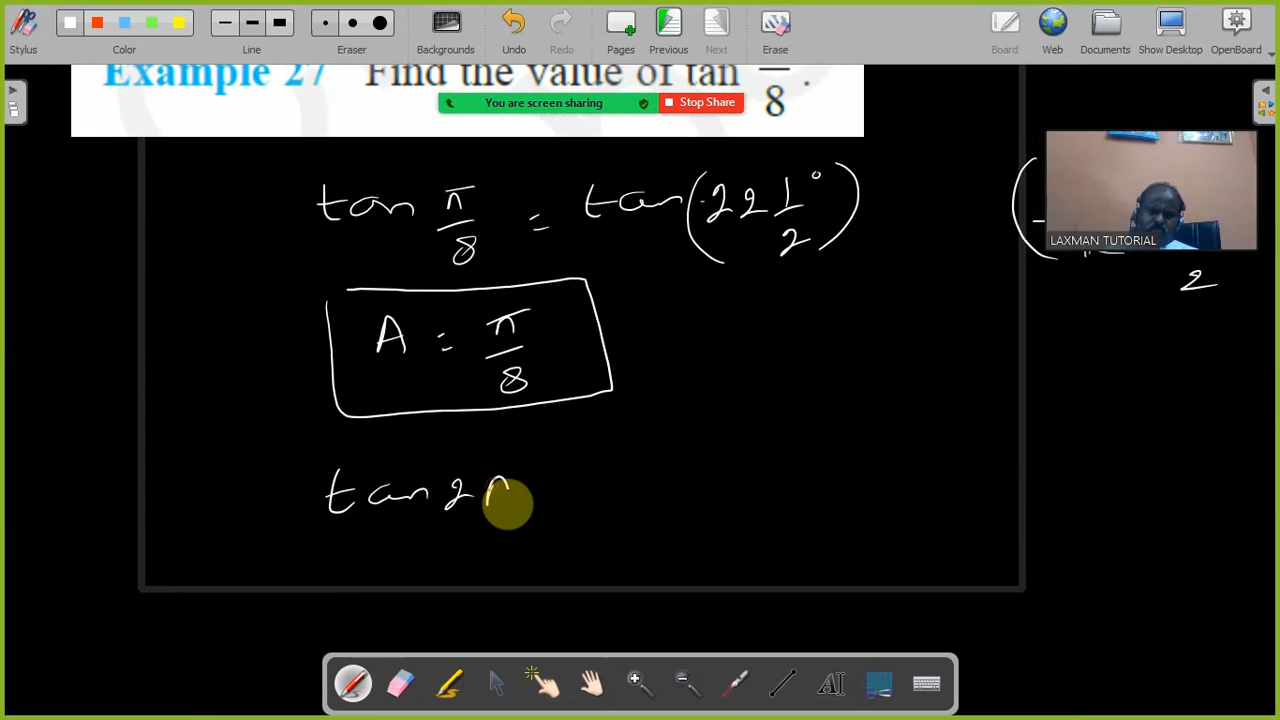 Stylus
Color
Line
Eraser
Backgrounds
Undo
Redo
Pages
Previous
Next
Erase
Board
Web
Documents
Show Desktop
OpenBoard
Example 27 Find the value of tan — / 8 .
You are screen sharing
Stop Share
tan π/8 = tan(22 1/2°)
LAXMAN TUTORIAL
2
A = π/8
tan 2
AI